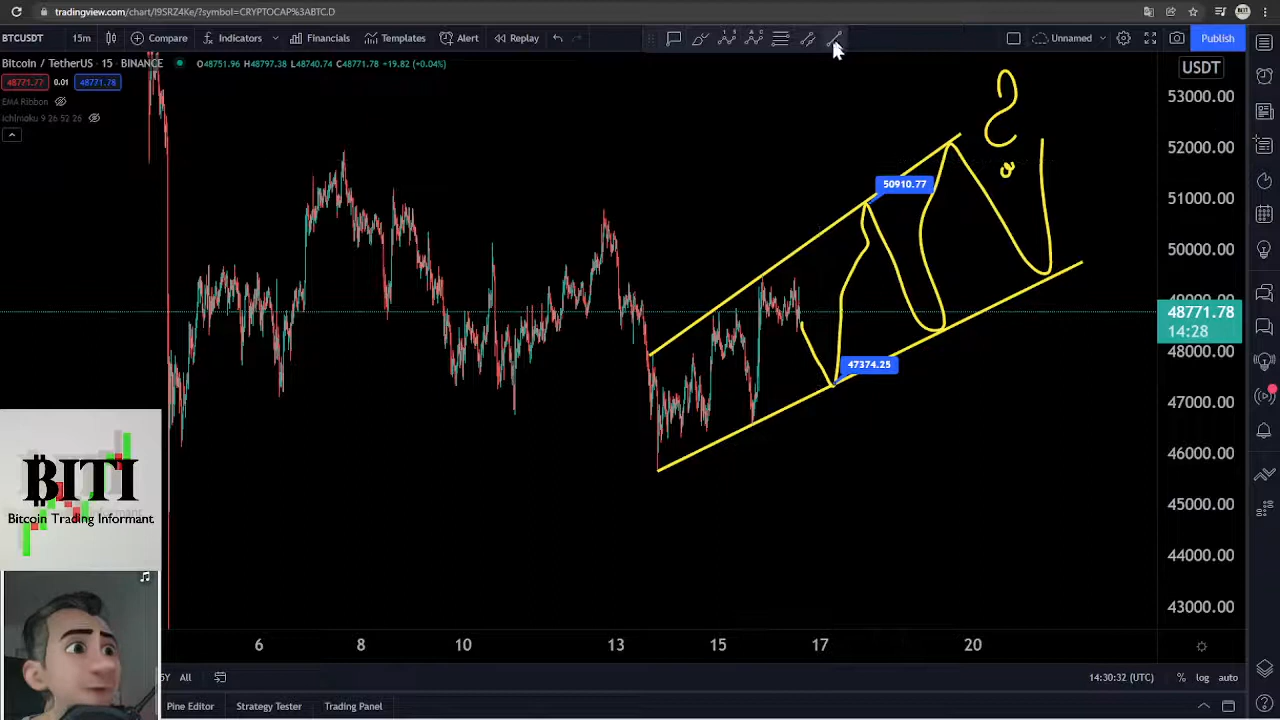 tradingview.com/chart/I9SRZ4Ke/?symbol=CRYPTOCAP%3ABTC.D
BTCUSDT 15m Compare Indicators Financials Templates Alert Replay Unnamed Publish
Bitcoin / TetherUS · 15 · BINANCE O48751.96 H48797.38 L48740.74 C48771.78 +19.82 (+0.04%)
USDT
48771.77 0.01 48771.78
EMA Ribbon
Ichimoku 9 26 52 26
53000.00
52000.00
51000.00
50000.00
49000.00
48771.78
14:28
48000.00
47000.00
46000.00
45000.00
44000.00
43000.00
?
50910.77
47374.25
BITI
Bitcoin Trading Informant
6 8 10 13 15 17 20
5Y All 14:30:32 (UTC) % log auto
Pine Editor Strategy Tester Trading Panel